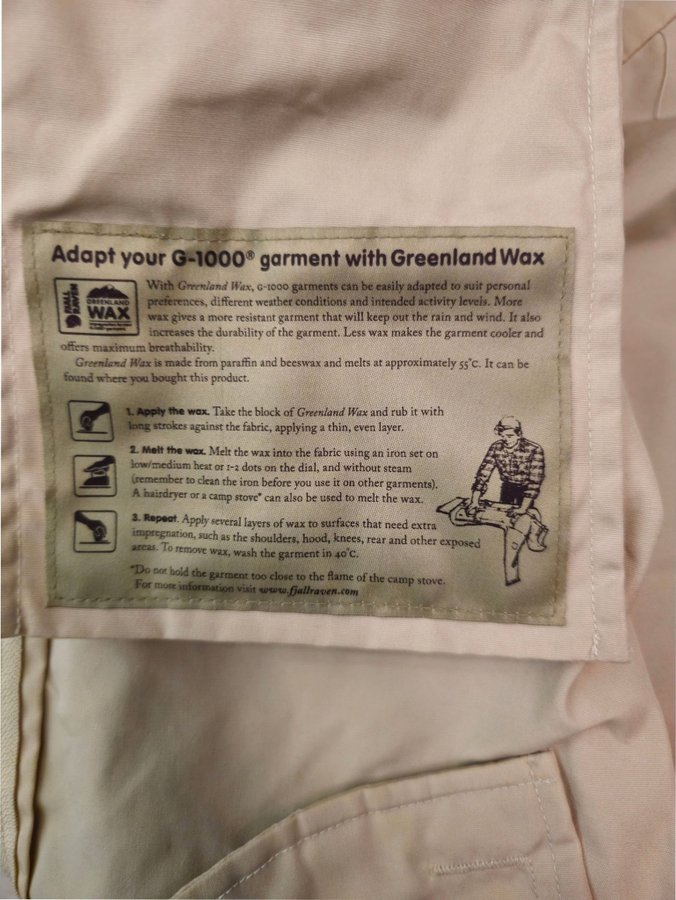 Adapt your G-1000® garment with Greenland Wax
FJÄLL
RÄVEN
GREENLAND
WAX
With Greenland Wax, G-1000 garments can be easily adapted to suit personal
preferences, different weather conditions and intended activity levels. More
wax gives a more resistant garment that will keep out the rain and wind. It also
increases the durability of the garment. Less wax makes the garment cooler and
offers maximum breathability.
Greenland Wax is made from paraffin and beeswax and melts at approximately 55°C. It can be
found where you bought this product.
1. Apply the wax. Take the block of Greenland Wax and rub it with
long strokes against the fabric, applying a thin, even layer.
2. Melt the wax. Melt the wax into the fabric using an iron set on
low/medium heat or 1-2 dots on the dial, and without steam
(remember to clean the iron before you use it on other garments).
A hairdryer or a camp stove* can also be used to melt the wax.
3. Repeat. Apply several layers of wax to surfaces that need extra
impregnation, such as the shoulders, hood, knees, rear and other exposed
areas. To remove wax, wash the garment in 40°C.
*Do not hold the garment too close to the flame of the camp stove.
For more information visit www.fjallraven.com